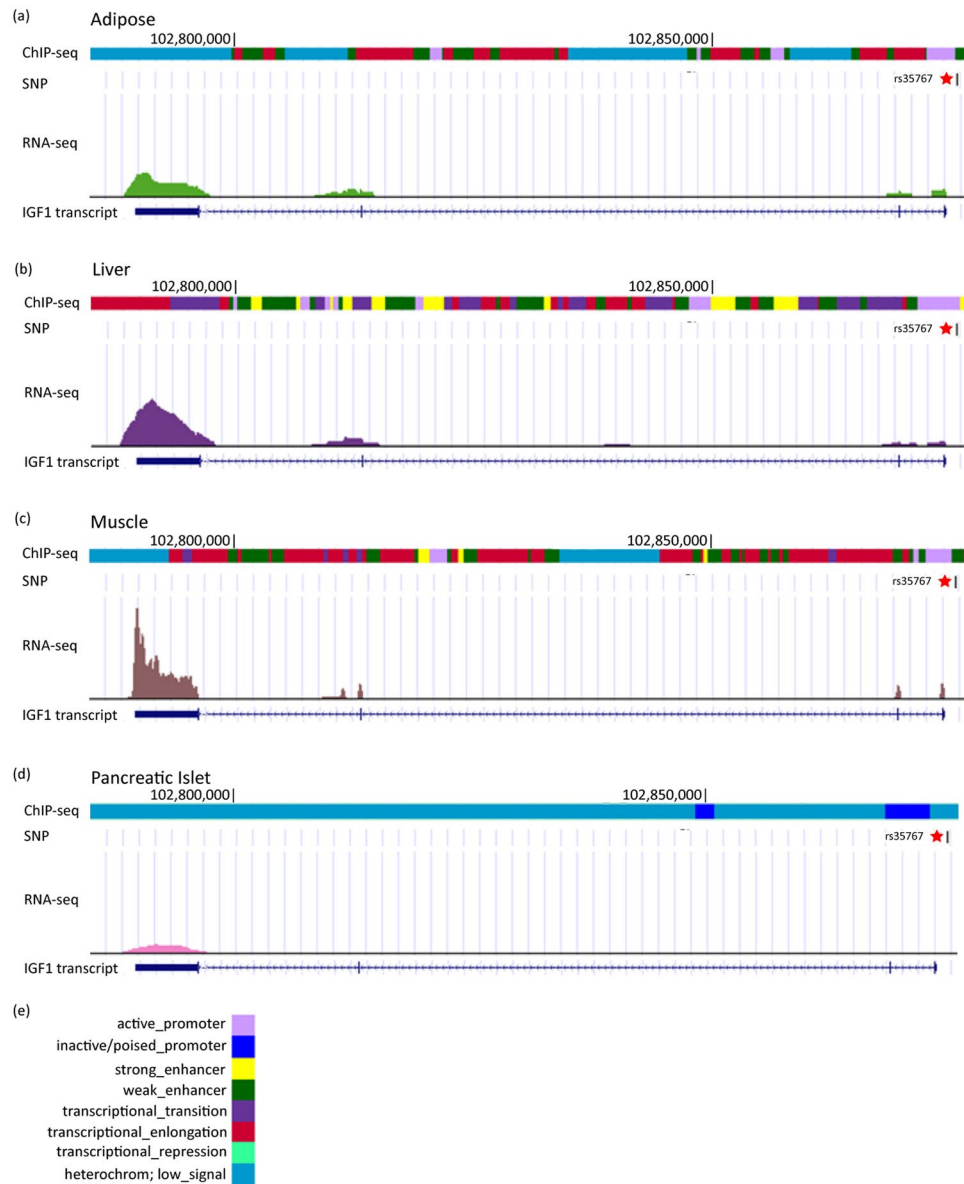 (a) Adipose
102,800,000 102,850,000
ChIP-seq
SNP rs35767
RNA-seq
IGF1 transcript
(b) Liver
102,800,000 102,850,000
ChIP-seq
SNP rs35767
RNA-seq
IGF1 transcript
(c) Muscle
102,800,000 102,850,000
ChIP-seq
SNP rs35767
RNA-seq
IGF1 transcript
(d) Pancreatic Islet
102,800,000 102,850,000
ChIP-seq
SNP rs35767
RNA-seq
IGF1 transcript
(e)
active_promoter
inactive/poised_promoter
strong_enhancer
weak_enhancer
transcriptional_transition
transcriptional_enlongation
transcriptional_repression
heterochrom; low_signal